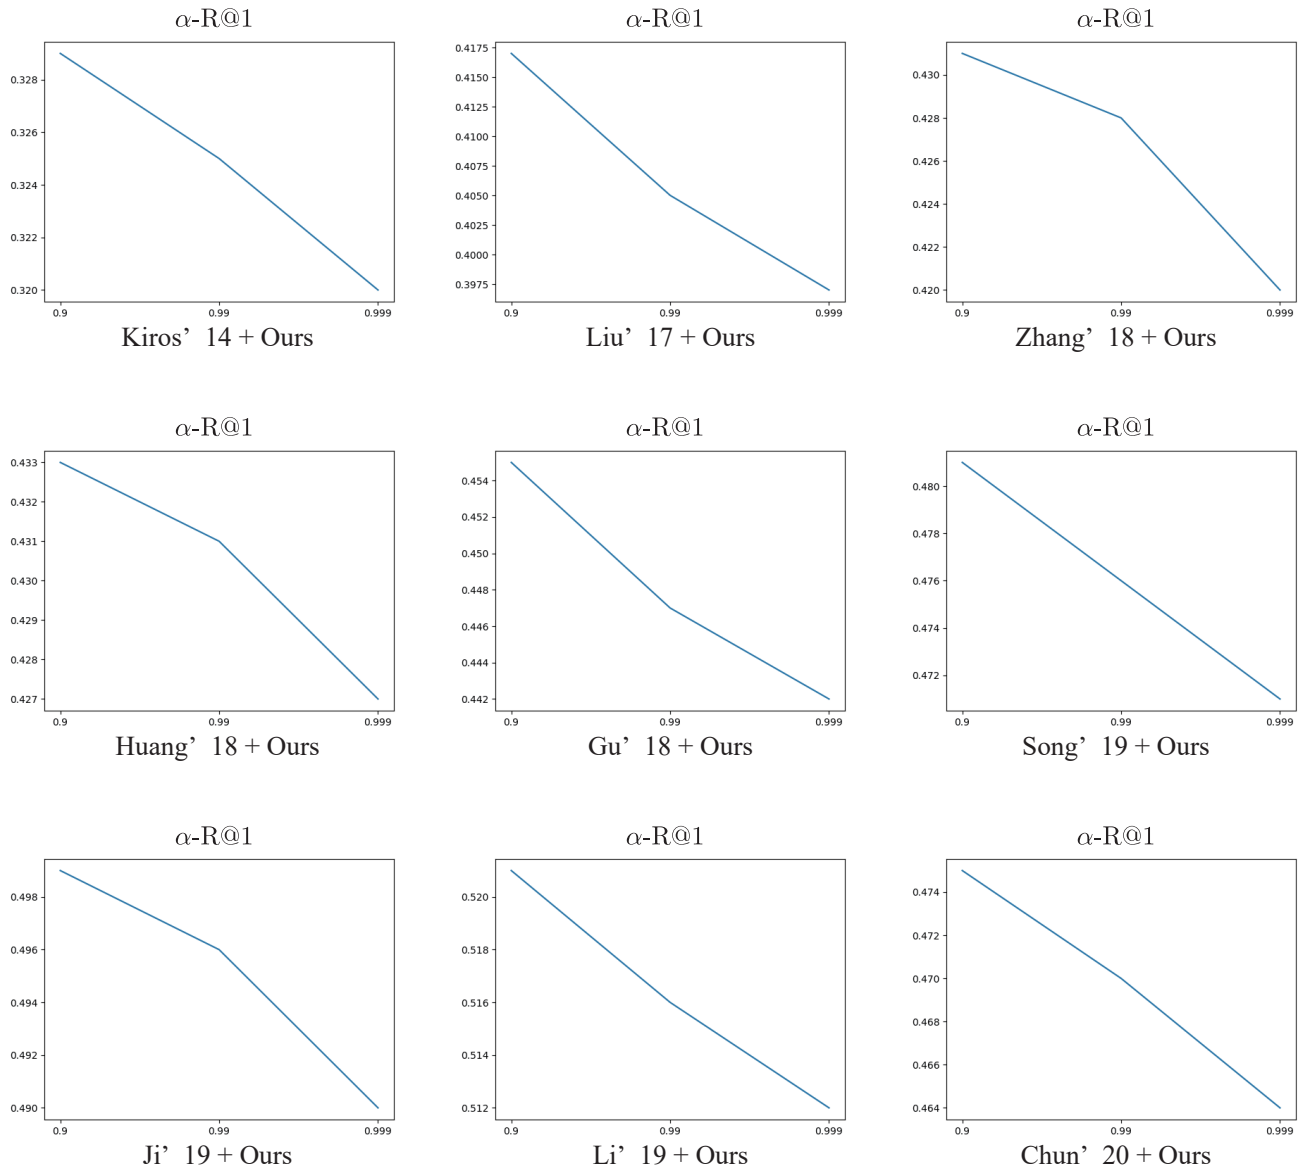 α-R@1 α-R@1 α-R@1
0.328
0.326
0.324
0.322
0.320
0.9 0.99 0.999
Kiros’ 14 + Ours
0.4175
0.4150
0.4125
0.4100
0.4075
0.4050
0.4025
0.4000
0.3975
0.9 0.99 0.999
Liu’ 17 + Ours
0.430
0.428
0.426
0.424
0.422
0.420
0.9 0.99 0.999
Zhang’ 18 + Ours
α-R@1 α-R@1 α-R@1
0.433
0.432
0.431
0.430
0.429
0.428
0.427
0.9 0.99 0.999
Huang’ 18 + Ours
0.454
0.452
0.450
0.448
0.446
0.444
0.442
0.9 0.99 0.999
Gu’ 18 + Ours
0.480
0.478
0.476
0.474
0.472
0.9 0.99 0.999
Song’ 19 + Ours
α-R@1 α-R@1 α-R@1
0.498
0.496
0.494
0.492
0.490
0.9 0.99 0.999
Ji’ 19 + Ours
0.520
0.518
0.516
0.514
0.512
0.9 0.99 0.999
Li’ 19 + Ours
0.474
0.472
0.470
0.468
0.466
0.464
0.9 0.99 0.999
Chun’ 20 + Ours